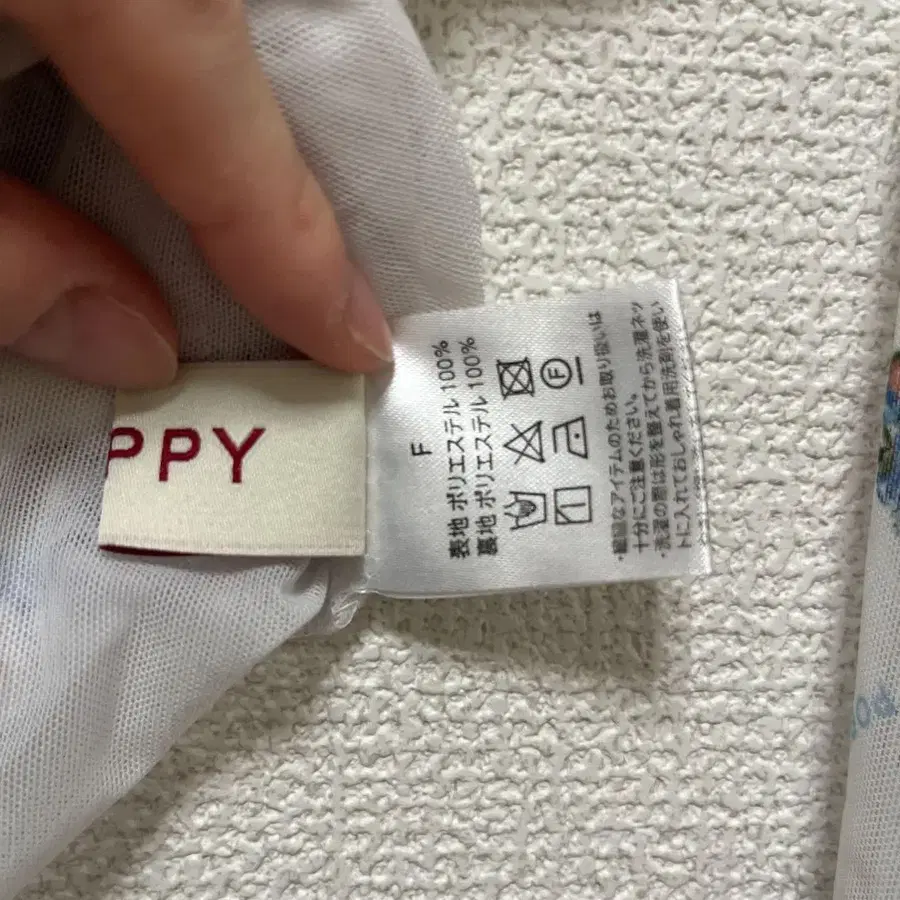 PPY
F
表地 ポリエステル 100%
裏地 ポリエステル 100%
F
・繊細なアイテムのためお取り扱いは
十分にご注意ください。
・洗濯の際は形を整えてから洗濯ネッ
トに入れておしゃれ着用洗剤を使い